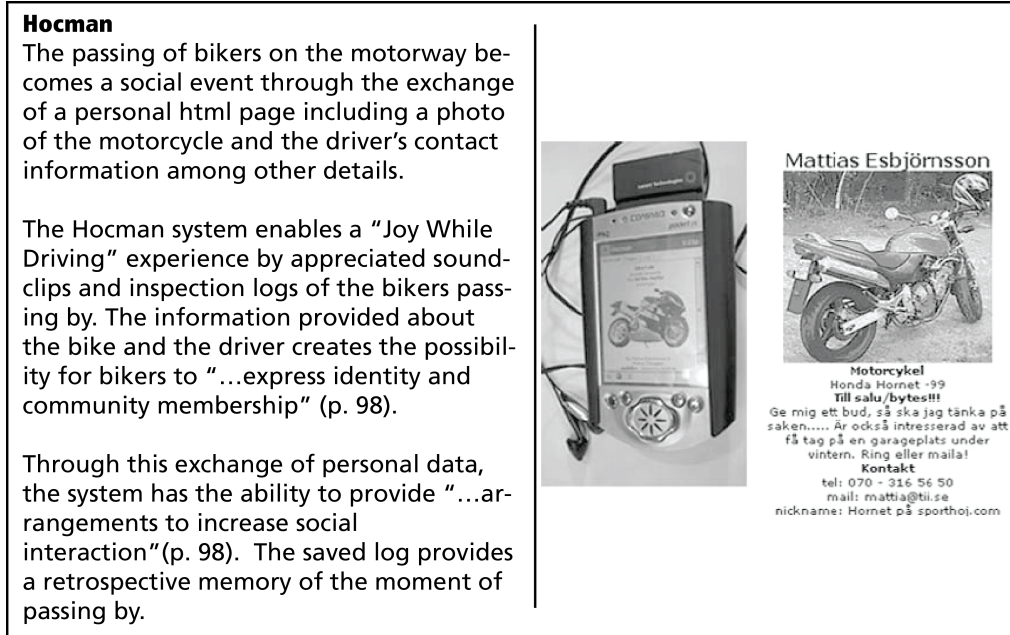 Hocman
The passing of bikers on the motorway be-
comes a social event through the exchange
of a personal html page including a photo
of the motorcycle and the driver's contact
information among other details.
The Hocman system enables a “Joy While
Driving” experience by appreciated sound-
clips and inspection logs of the bikers pass-
ing by. The information provided about
the bike and the driver creates the possibil-
ity for bikers to “…express identity and
community membership” (p. 98).
Through this exchange of personal data,
the system has the ability to provide “…ar-
rangements to increase social
interaction”(p. 98).  The saved log provides
a retrospective memory of the moment of
passing by.
COMPAQ
iPAQ
Mattias Esbjörnsson
Motorcykel
Honda Hornet -99
Till salu/bytes!!!
Ge mig ett bud, så ska jag tänka på
saken..... Är också intresserad av att
få tag på en garageplats under
vintern. Ring eller maila!
Kontakt
tel: 070 - 316 56 50
mail: mattia@tii.se
nickname: Hornet på sporthoj.com